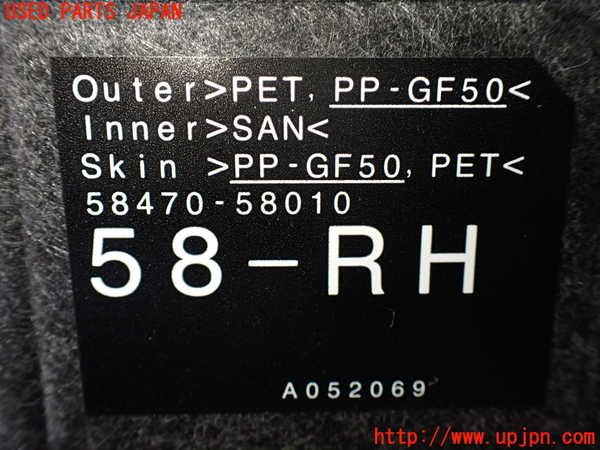 USED PARTS JAPAN
Outer>PET, PP-GF50<
Inner>SAN<
Skin >PP-GF50, PET<
58470-58010
58-RH
A052069
http://www.upjpn.com